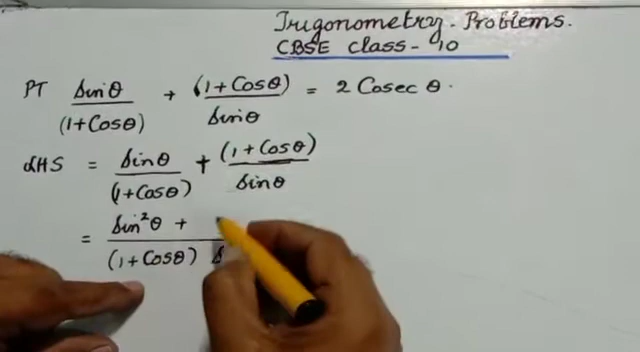 Trigonometry - Problems.
CBSE Class - 10
PT sinθ/(1+Cosθ) + (1+Cosθ)/sinθ = 2 Cosec θ.
LHS = sinθ/(1+Cosθ) + (1+Cosθ)/sinθ
= sin²θ + / (1+Cosθ) s